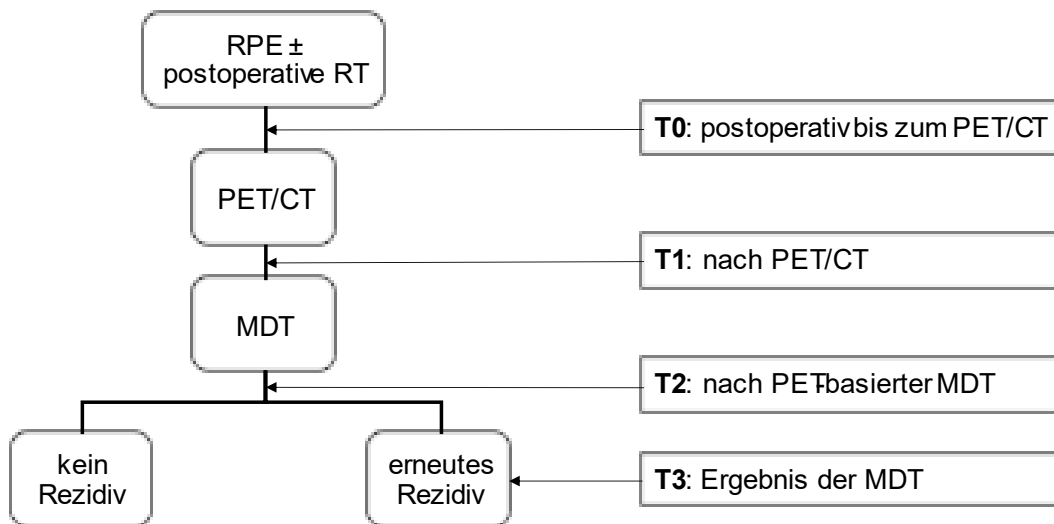 RPE ±
postoperative RT
T0: postoperativ bis zum PET/CT
PET/CT
T1: nach PET/CT
MDT
T2: nach PET-basierter MDT
kein
Rezidiv
erneutes
Rezidiv
T3: Ergebnis der MDT